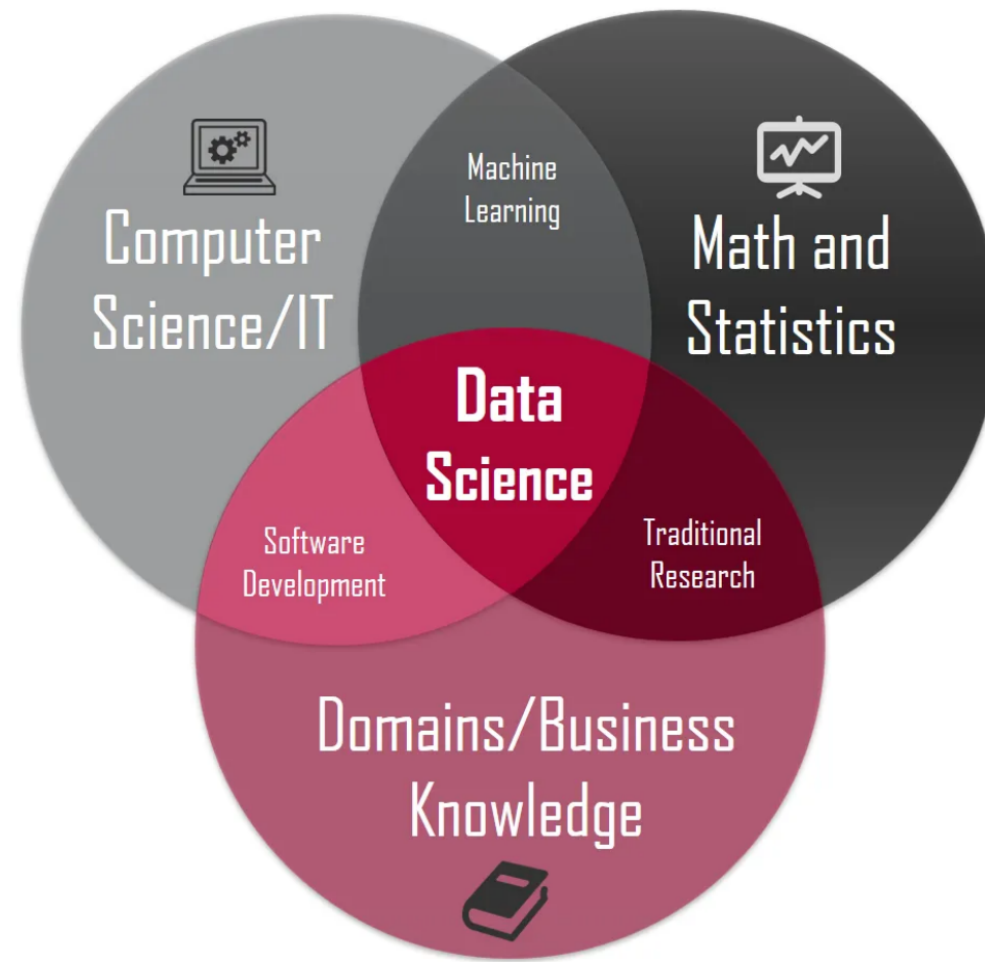 Machine
Learning
Computer
Science/IT
Math and
Statistics
Data
Science
Software
Development
Traditional
Research
Domains/Business
Knowledge